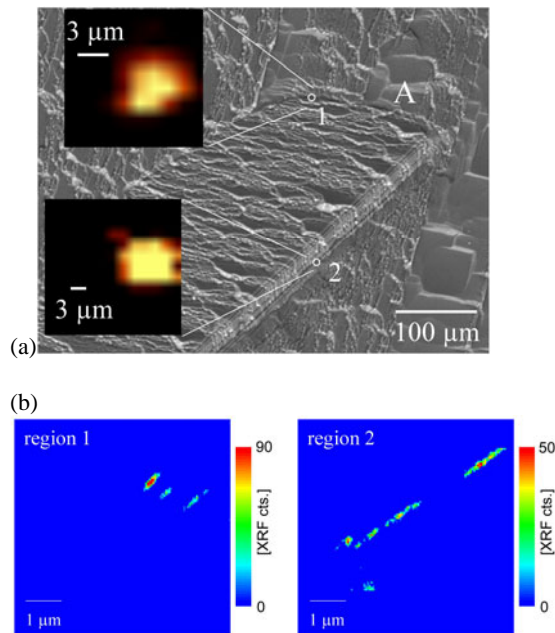 3 µm
A
1
3 µm
2
100 µm
(a)
(b)
region 1
90
[XRF cts.]
0
1 µm
region 2
50
[XRF cts.]
0
1 µm